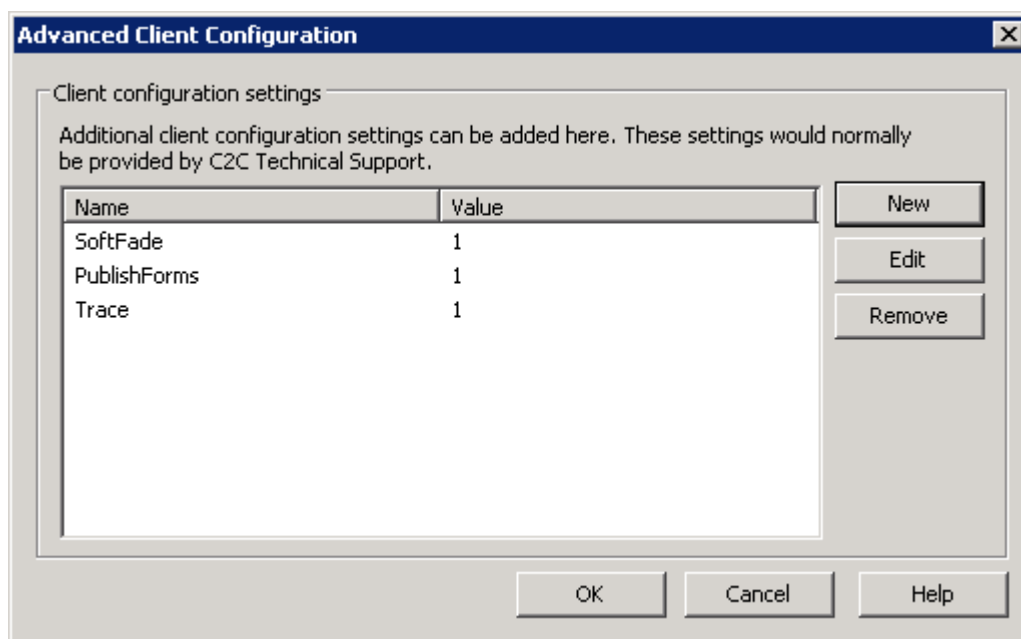 Advanced Client Configuration
Client configuration settings
Additional client configuration settings can be added here. These settings would normally
be provided by C2C Technical Support.
Name Value
SoftFade 1
PublishForms 1
Trace 1
New
Edit
Remove
OK Cancel Help